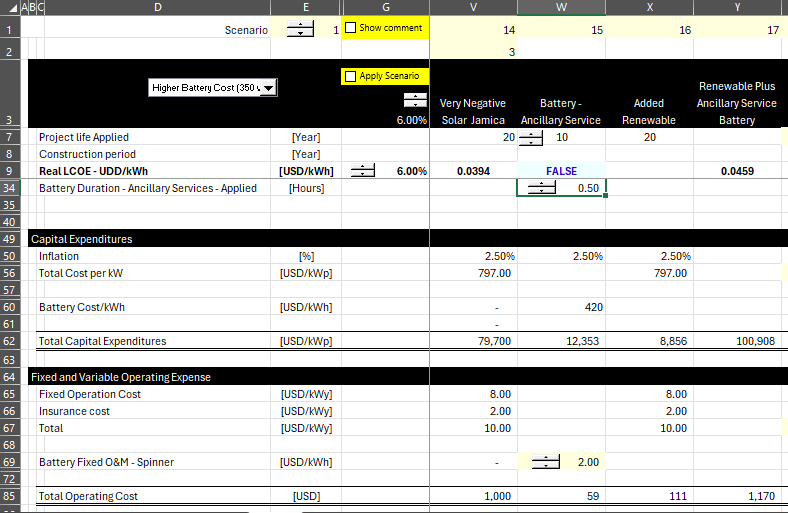 A B C D E G V W X Y
1 Scenario 1 Show comment 14 15 16 17
2 3
Higher Battery Cost (350 v Apply Scenario
Renewable Plus
Very Negative Battery - Added Ancillary Service
3 6.00% Solar Jamica Ancillary Service Renewable Battery
7 Project life Applied [Year] 20 10 20
8 Construction period [Year]
9 Real LCOE - UDD/kWh [USD/kWh] 6.00% 0.0394 FALSE 0.0459
34 Battery Duration - Ancillary Services - Applied [Hours] 0.50
35
40
49 Capital Expenditures
50 Inflation [%] 2.50% 2.50% 2.50%
56 Total Cost per kW [USD/kWp] 797.00 797.00
57
60 Battery Cost/kWh [USD/kWh] - 420
61 -
62 Total Capital Expenditures [USD/kWp] 79,700 12,353 8,856 100,908
63
64 Fixed and Variable Operating Expense
65 Fixed Operation Cost [USD/kWy] 8.00 8.00
66 Insurance cost [USD/kWy] 2.00 2.00
67 Total [USD/kWy] 10.00 10.00
68
69 Battery Fixed O&M - Spinner [USD/kWh] - 2.00
72
85 Total Operating Cost [USD] 1,000 59 111 1,170